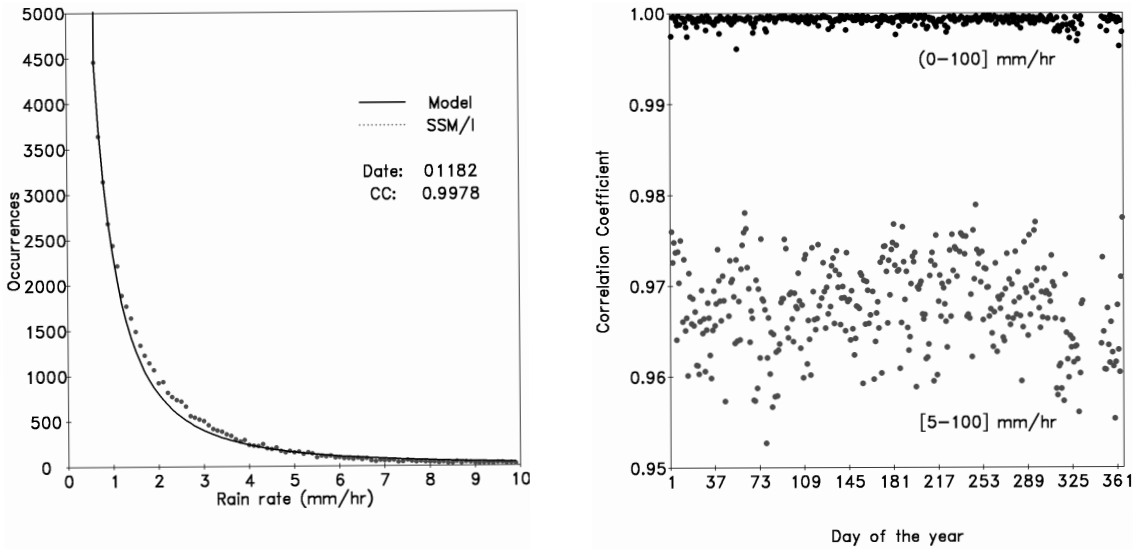 5000
4500
4000
3500
3000
2500
2000
1500
1000
500
0
Occurrences
Model
SSM/I
Date: 01182
CC: 0.9978
0 1 2 3 4 5 6 7 8 9 10
Rain rate (mm/hr)
1.00
0.99
0.98
0.97
0.96
0.95
Correlation Coefficient
(0-100] mm/hr
[5-100] mm/hr
1 37 73 109 145 181 217 253 289 325 361
Day of the year